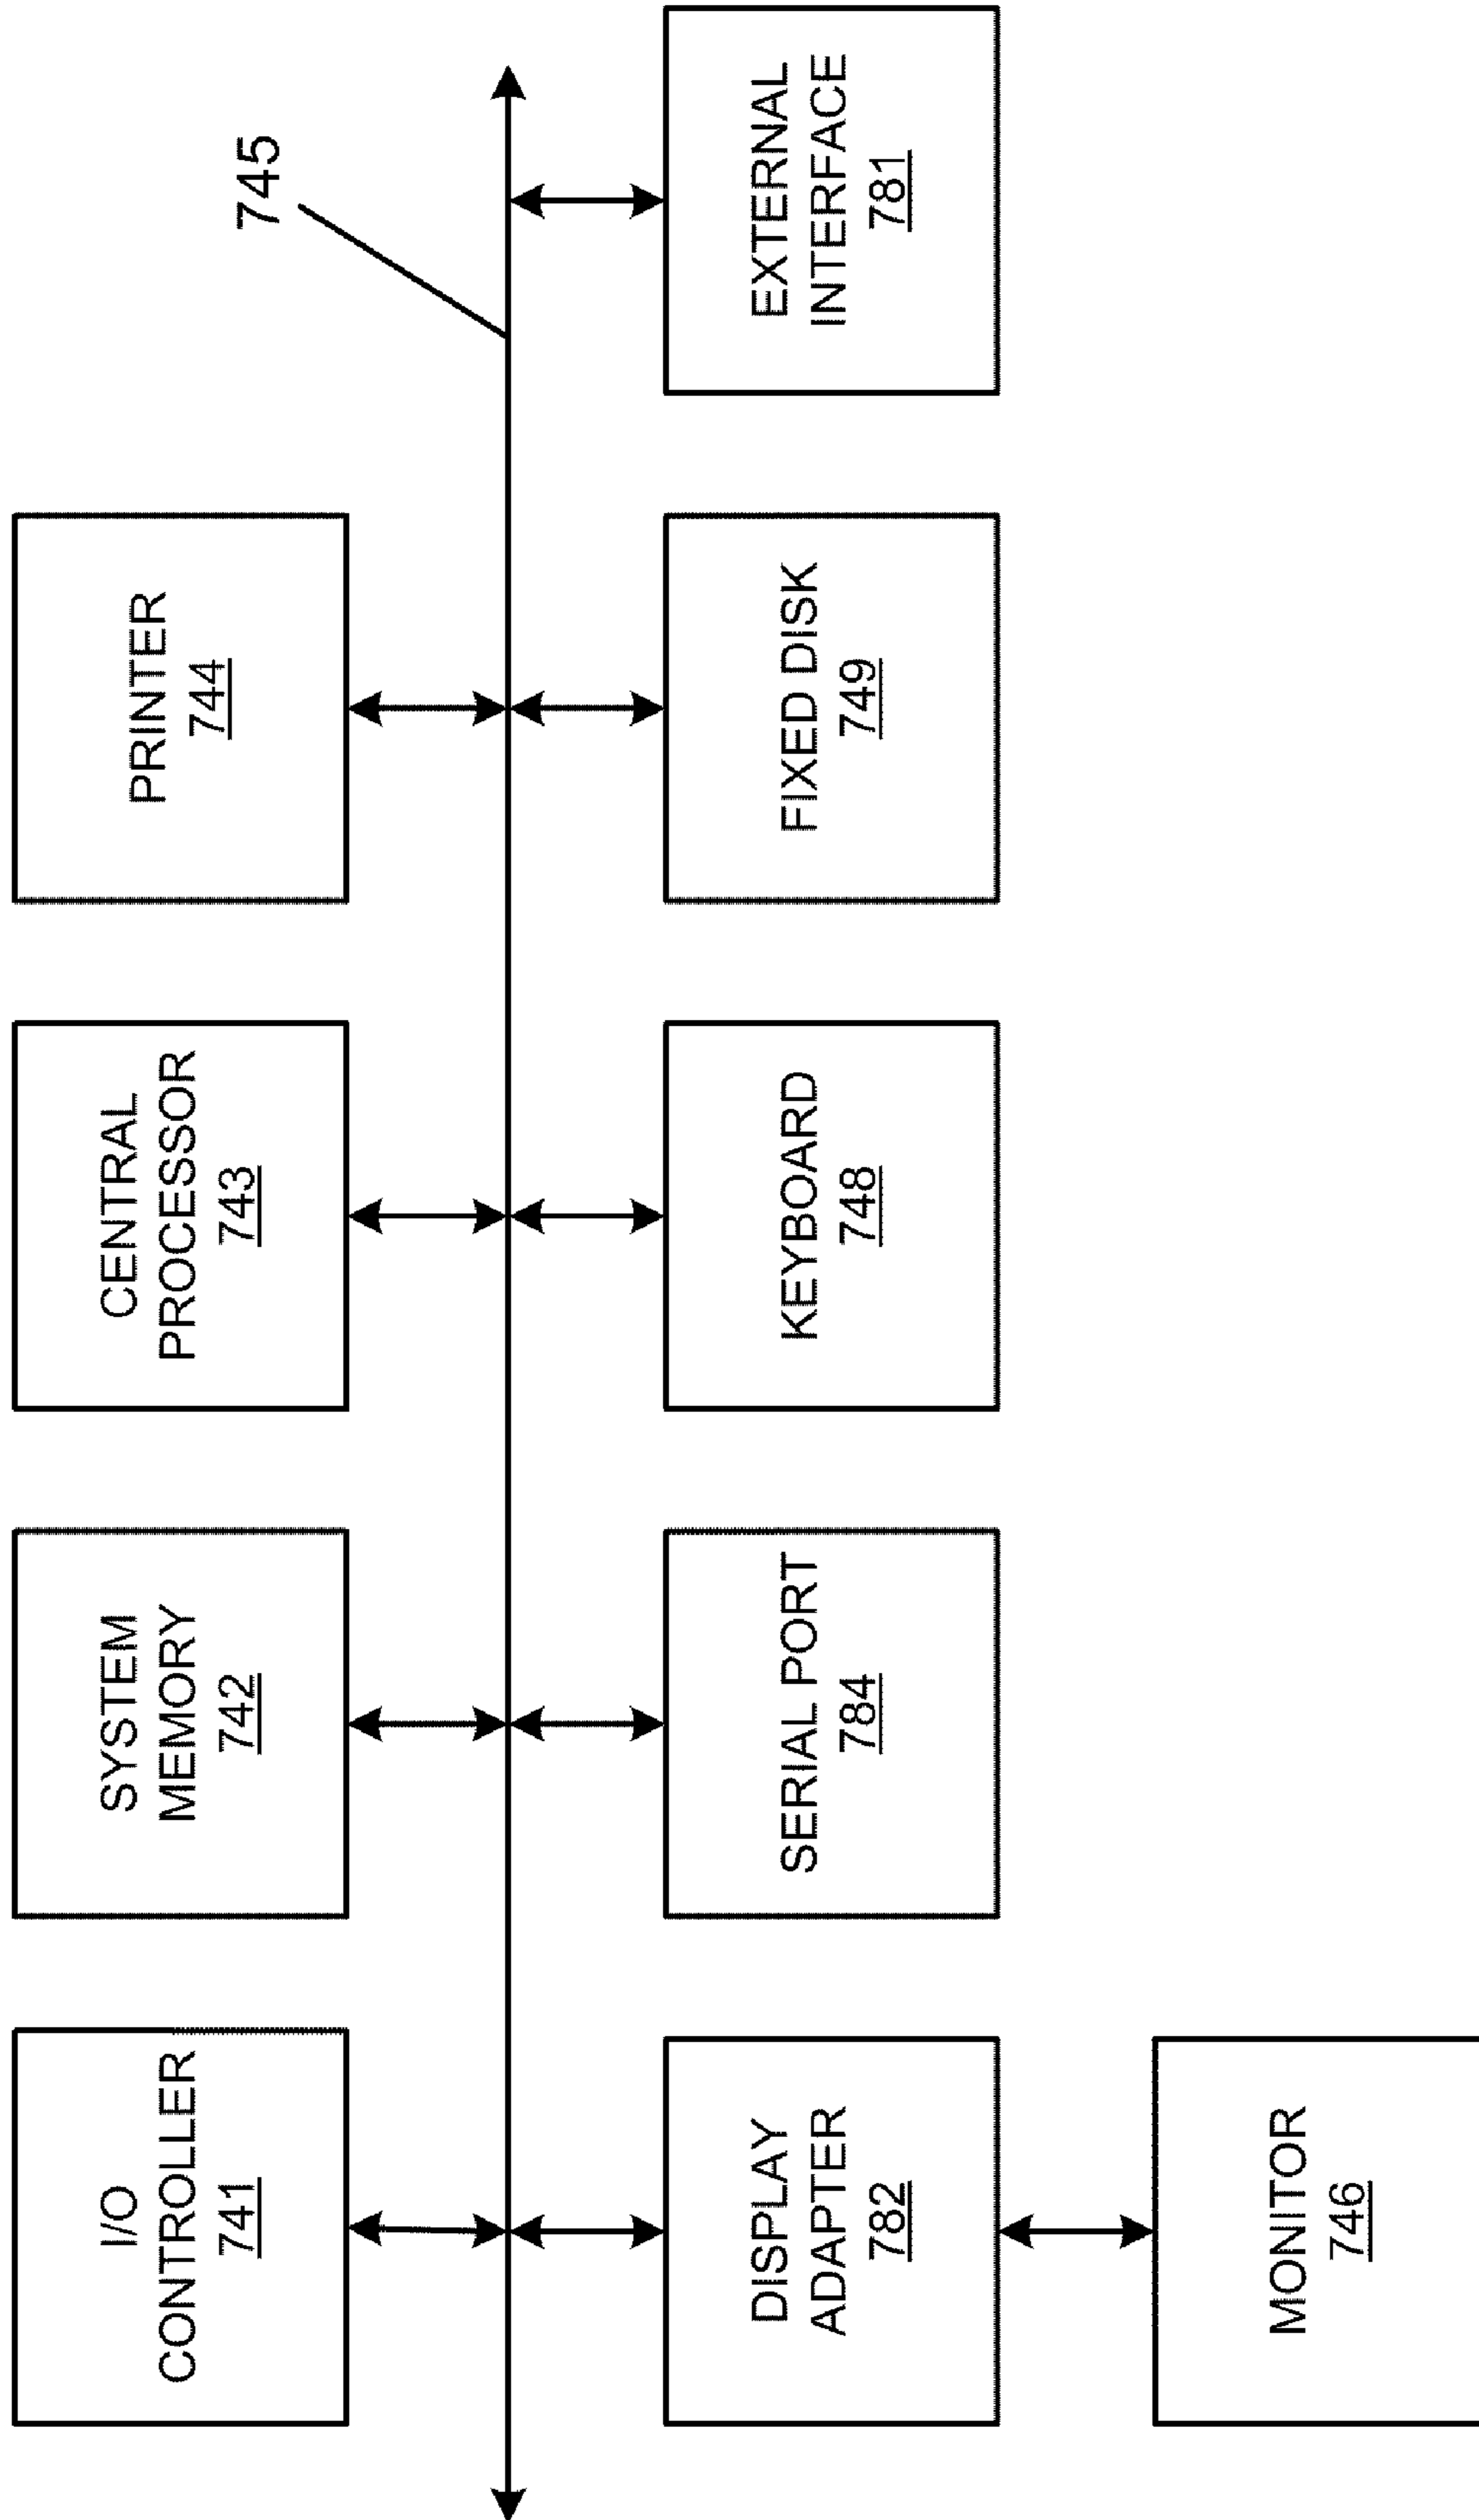 I/O
CONTROLLER
741
SYSTEM
MEMORY
742
CENTRAL
PROCESSOR
743
PRINTER
744
745
DISPLAY
ADAPTER
782
SERIAL PORT
784
KEYBOARD
748
FIXED DISK
749
EXTERNAL
INTERFACE
781
MONITOR
746